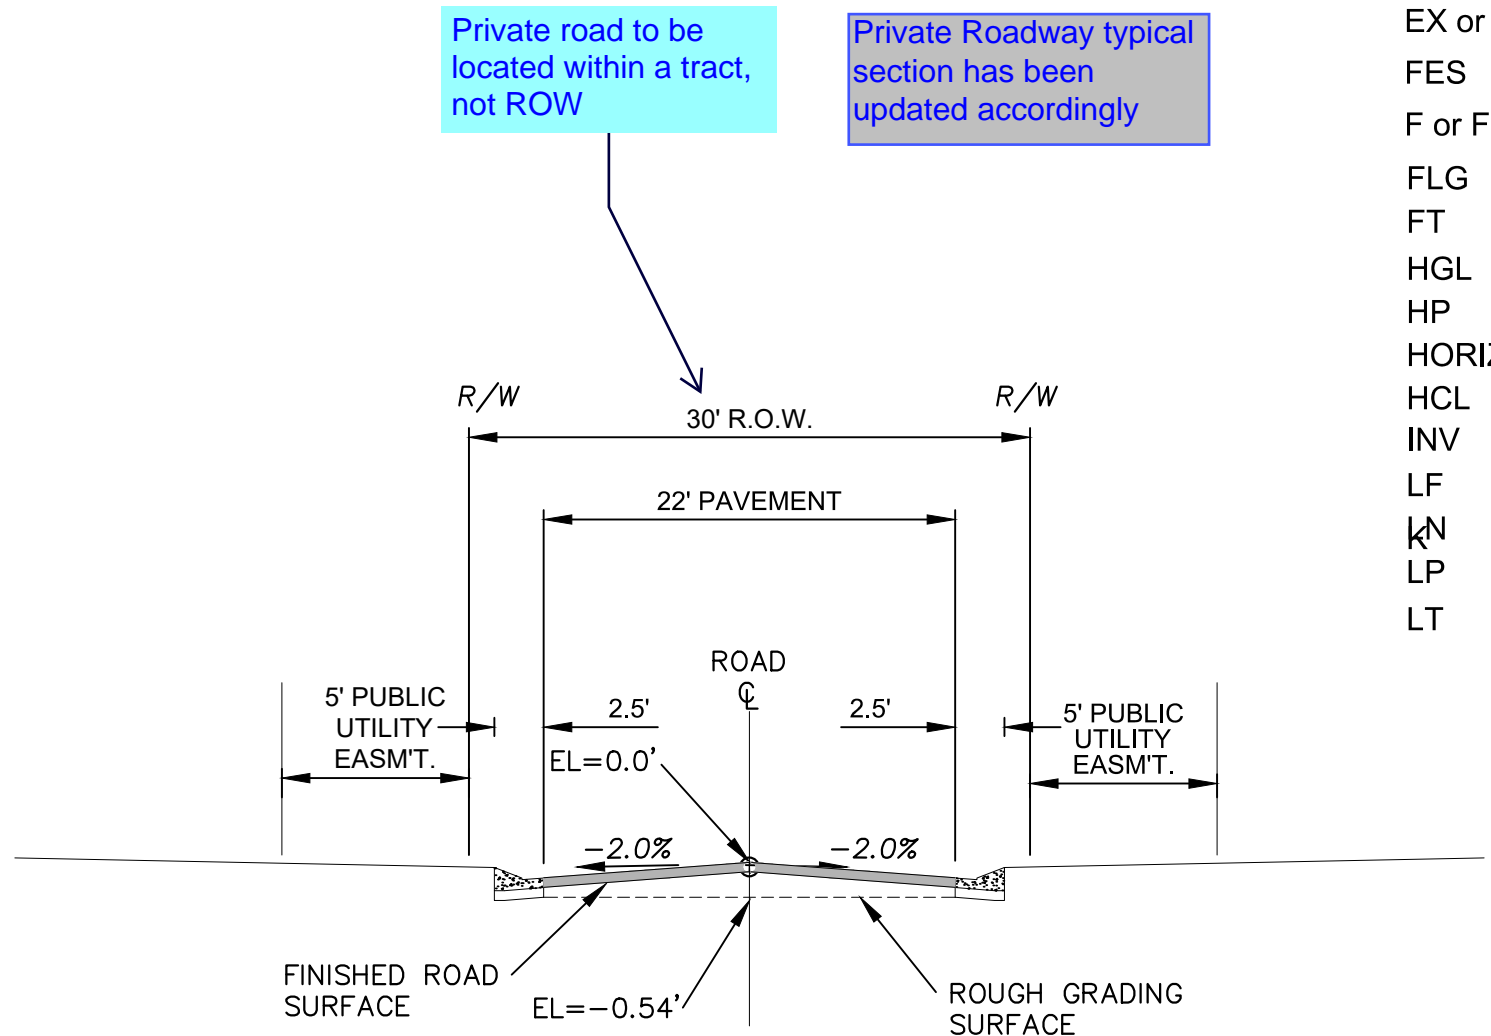 Private road to be
located within a tract,
not ROW
Private Roadway typical
section has been
updated accordingly
R/W
R/W
30' R.O.W.
22' PAVEMENT
ROAD
CL
5' PUBLIC
UTILITY
EASM'T.
2.5'
2.5'
5' PUBLIC
UTILITY
EASM'T.
EL=0.0'
-2.0%
-2.0%
FINISHED ROAD
SURFACE
EL=-0.54'
ROUGH GRADING
SURFACE
EX or
FES
F or F
FLG
FT
HGL
HP
HORIZ
HCL
INV
LF
LN
K
LP
LT